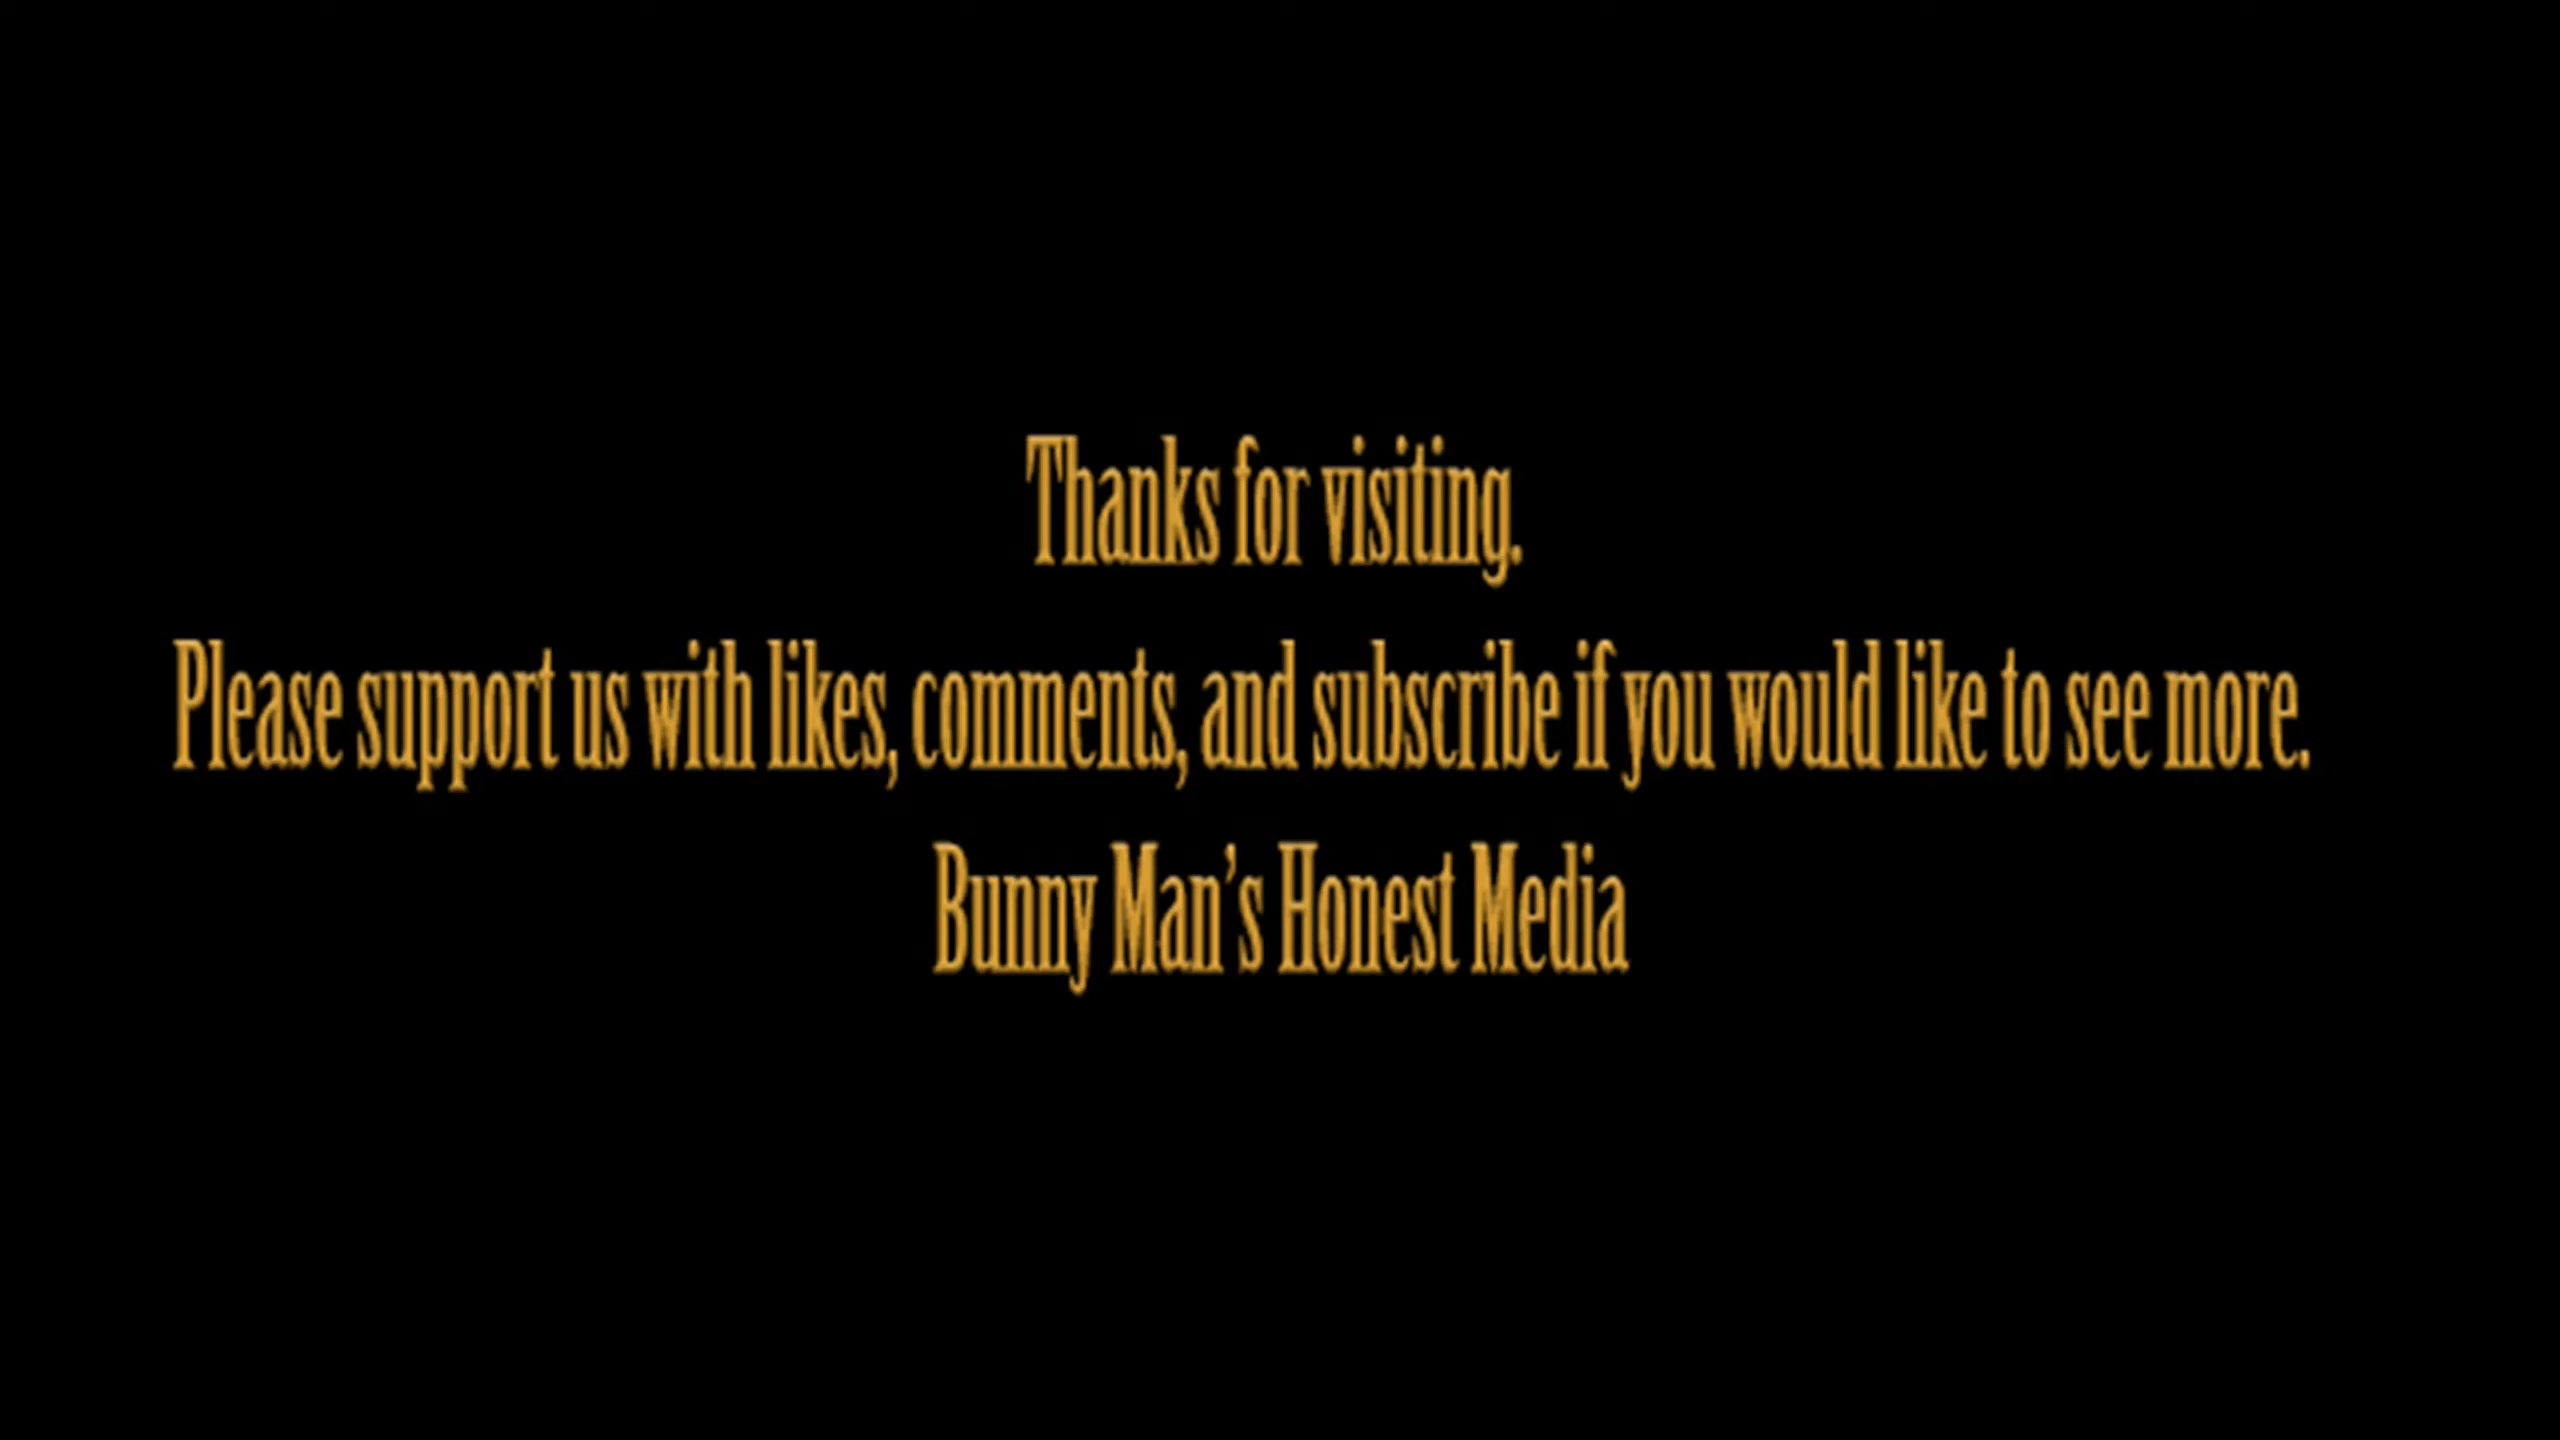 Thanks for visiting.
Please support us with likes, comments, and subscribe if you would like to see more.
Bunny Man’s Honest Media